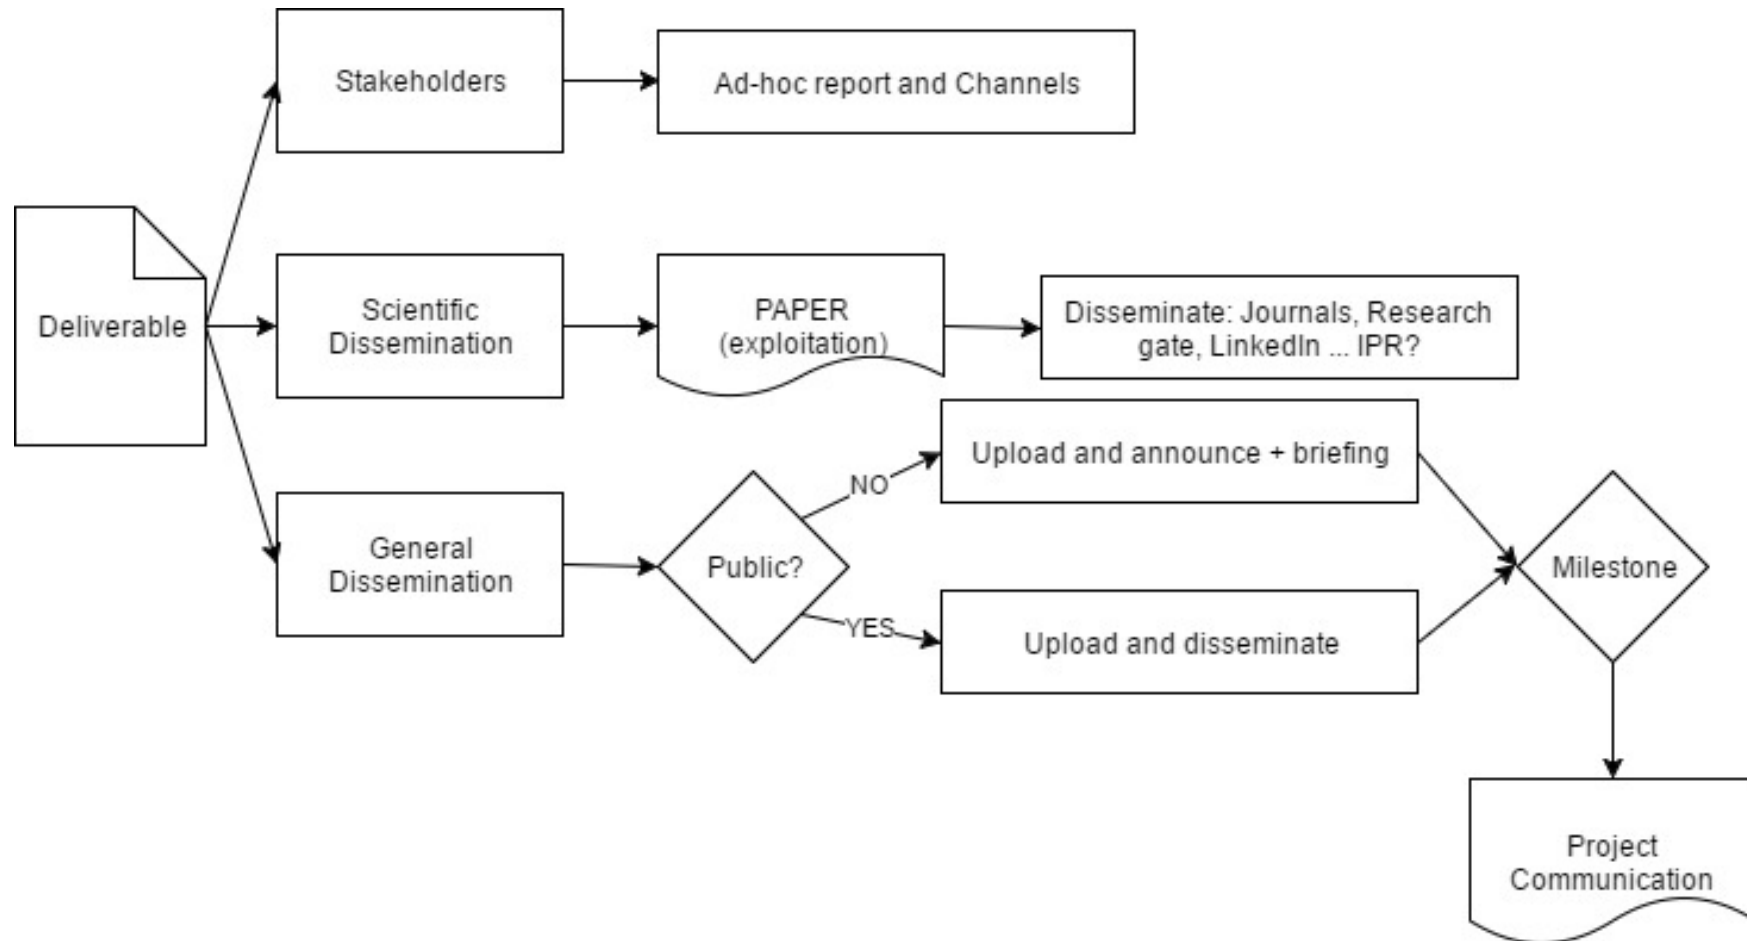 Stakeholders
Ad-hoc report and Channels
Deliverable
Scientific
Dissemination
PAPER
(exploitation)
Disseminate: Journals, Research
gate, LinkedIn ... IPR?
General
Dissemination
Public?
NO
Upload and announce + briefing
YES
Upload and disseminate
Milestone
Project
Communication